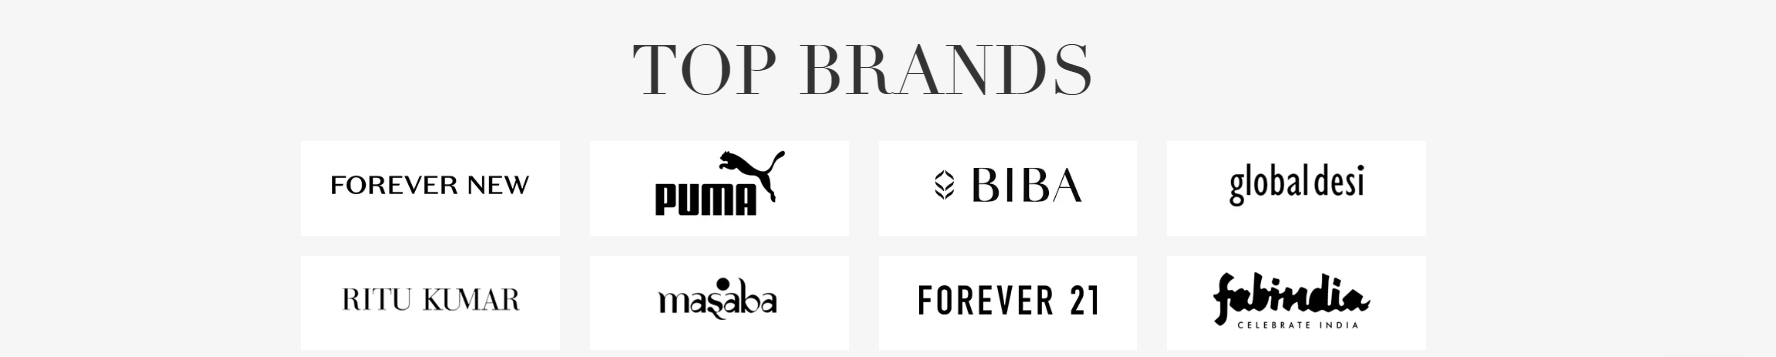 TOP BRANDS
FOREVER NEW
PUMA
BIBA
global desi
RITU KUMAR
masaba
FOREVER 21
fabindia
CELEBRATE INDIA